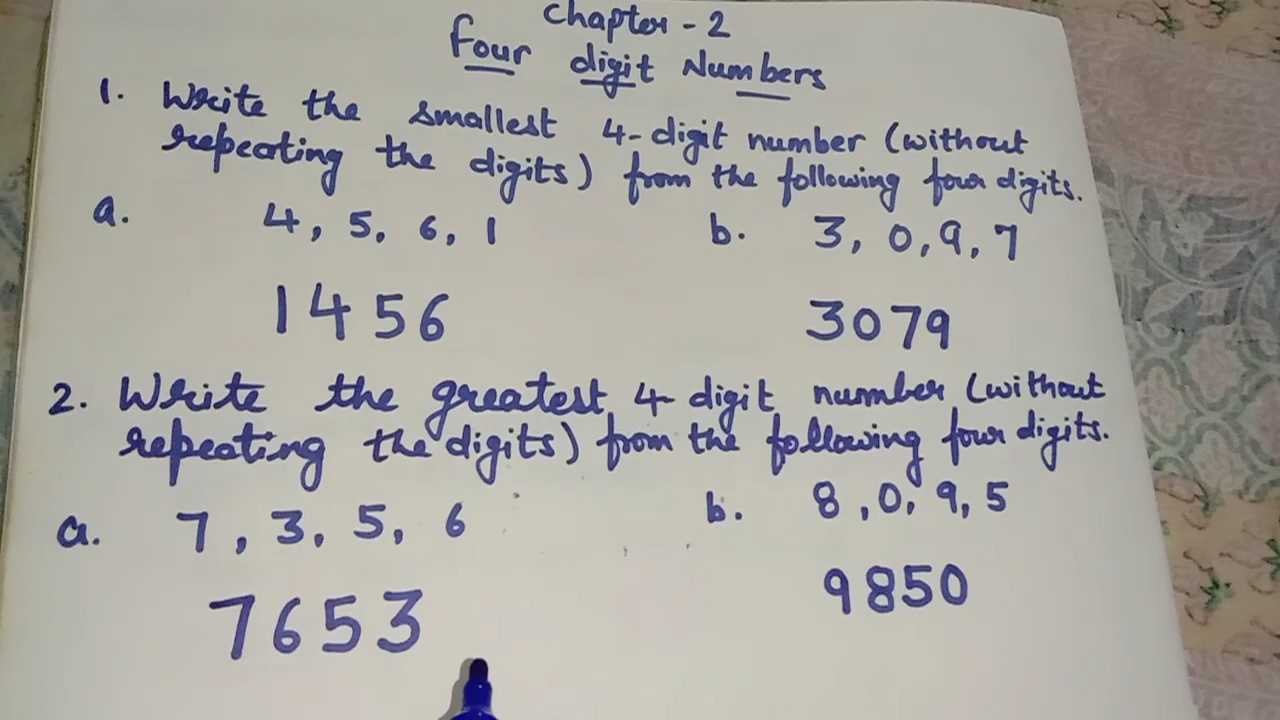 Chapter - 2
Four digit Numbers
1. Write the smallest 4-digit number (without
repeating the digits) from the following four digits.
a. 4, 5, 6, 1 b. 3, 0, 9, 7
1456 3079
2. Write the greatest 4-digit number (without
repeating the digits) from the following four digits.
a. 7, 3, 5, 6 b. 8, 0, 9, 5
7653 9850